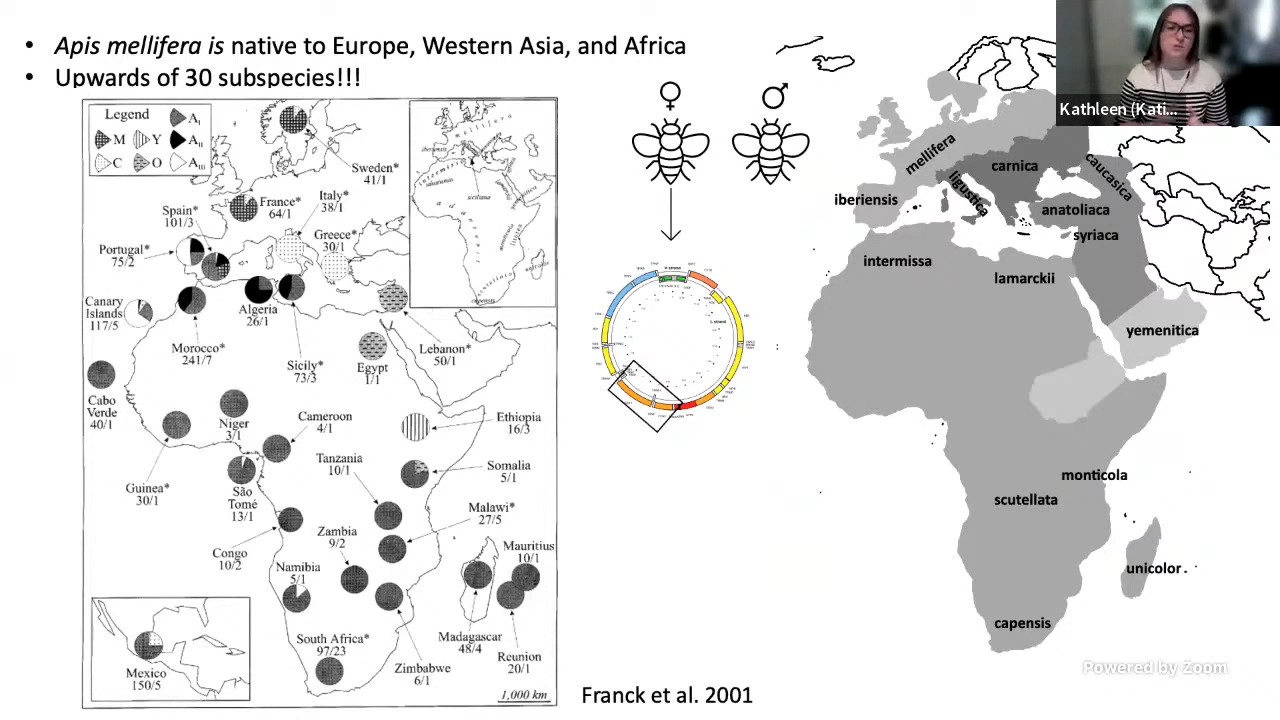 • Apis mellifera is native to Europe, Western Asia, and Africa
• Upwards of 30 subspecies!!!
Kathleen (Kati...
Legend
A I
M
Y
A II
C
O
A III
Sweden*
41/1
France*
64/1
Italy*
38/1
Spain*
101/3
Greece*
30/1
Portugal*
75/2
Canary
Islands
117/5
Algeria
26/1
Morocco*
241/7
Sicily*
73/3
Lebanon*
50/1
Egypt
1/1
Cabo
Verde
40/1
Niger
3/1
Cameroon
4/1
Ethiopia
16/3
Tanzania
10/1
Somalia
5/1
Guinea*
30/1
São
Tomé
13/1
Malawi*
27/5
Zambia
9/2
Congo
10/2
Namibia
5/1
Mauritius
10/1
South Africa*
97/23
Madagascar
48/4
Reunion
20/1
Zimbabwe
6/1
Mexico
150/5
1,000 km
♀ ♂
mellifera
carnica
caucasica
ligustica
iberiensis
anatoliaca
syriaca
intermissa
lamarckii
yemenitica
monticola
scutellata
unicolor
capensis
Franck et al. 2001
Powered by Zoom